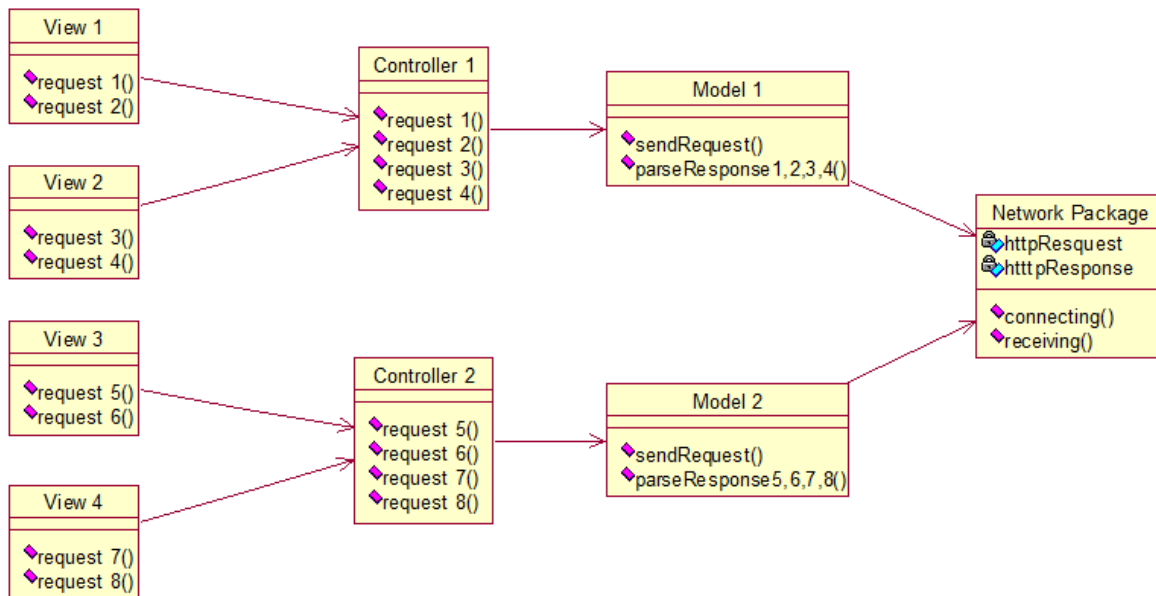 View 1
request 1()
request 2()
View 2
request 3()
request 4()
View 3
request 5()
request 6()
View 4
request 7()
request 8()
Controller 1
request 1()
request 2()
request 3()
request 4()
Controller 2
request 5()
request 6()
request 7()
request 8()
Model 1
sendRequest()
parseResponse1,2,3,4()
Model 2
sendRequest()
parseResponse5,6,7,8()
Network Package
httpResquest
htttpResponse
connecting()
receiving()